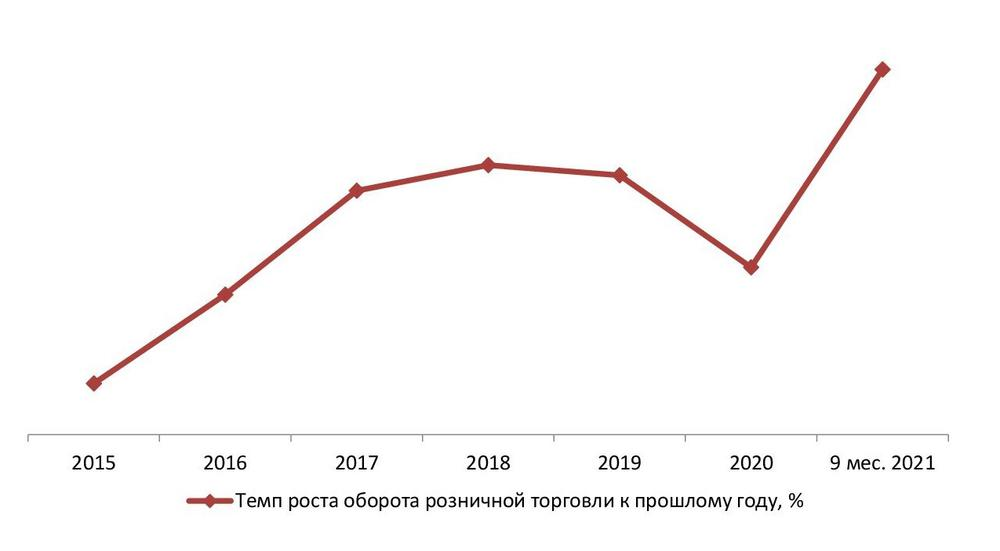 2015 2016 2017 2018 2019 2020 9 мес. 2021
Темп роста оборота розничной торговли к прошлому году, %